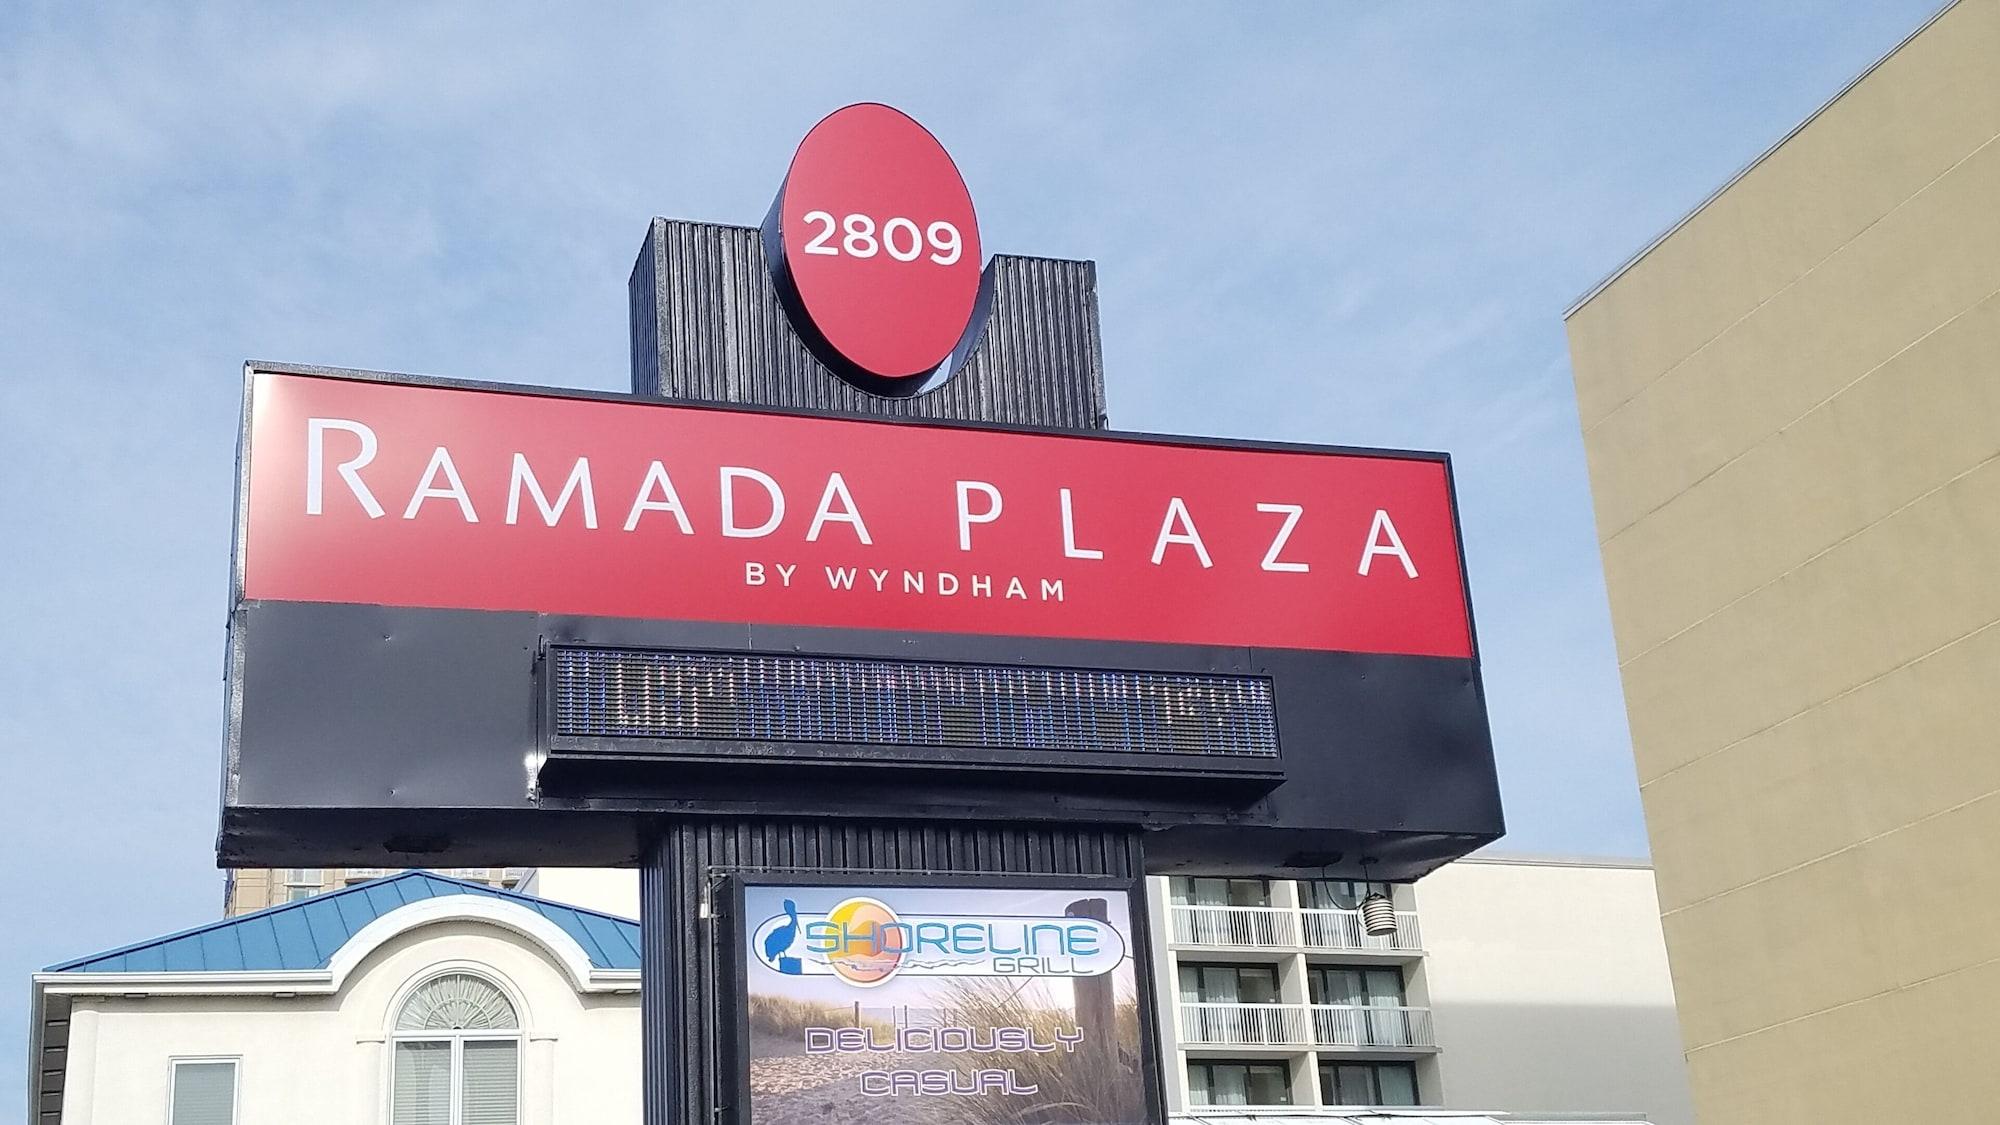 2809
RAMADA PLAZA
BY WYNDHAM
SHORELINE
GRILL
DELICIOUSLY
CASUAL